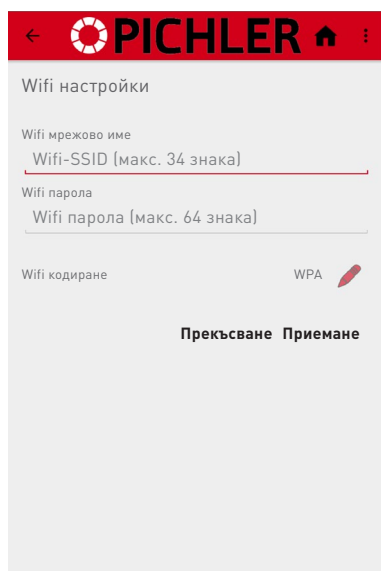 PICHLER
Wifi настройки
Wifi мрежово име
Wifi-SSID (макс. 34 знака)
Wifi парола
Wifi парола (макс. 64 знака)
Wifi кодиране WPA
Прекъсване Приемане